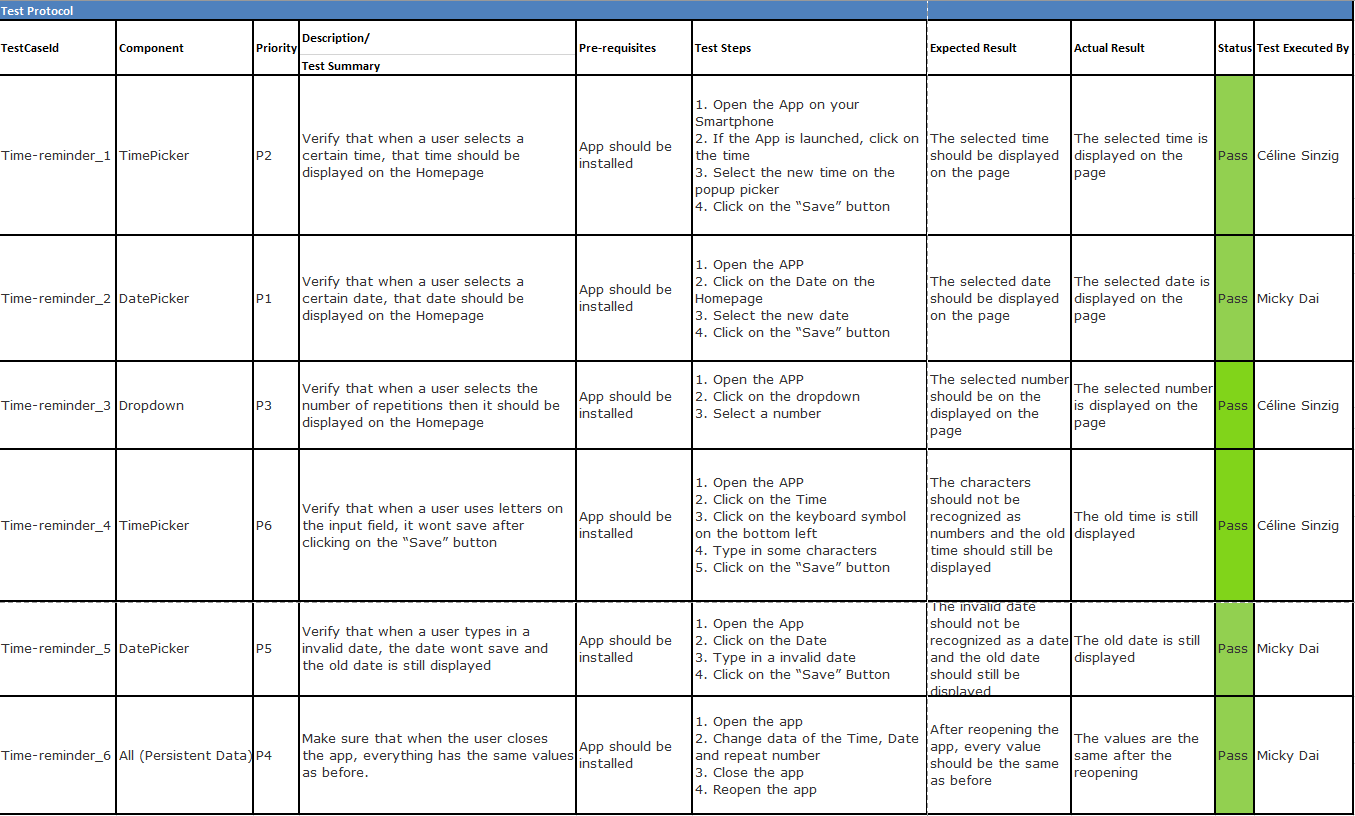 Test Protocol
TestCaseId
Component
Priority
Description/
Test Summary
Pre-requisites
Test Steps
Expected Result
Actual Result
Status
Test Executed By
Time-reminder_1
TimePicker
P2
Verify that when a user selects a
certain time, that time should be
displayed on the Homepage
App should be
installed
1. Open the App on your
Smartphone
2. If the App is launched, click on
the time
3. Select the new time on the
popup picker
4. Click on the “Save” button
The selected time
should be displayed
on the page
The selected time is
displayed on the
page
Pass
Céline Sinzig
Time-reminder_2
DatePicker
P1
Verify that when a user selects a
certain date, that date should be
displayed on the Homepage
App should be
installed
1. Open the APP
2. Click on the Date on the
Homepage
3. Select the new date
4. Click on the “Save” button
The selected date
should be displayed
on the page
The selected date is
displayed on the
page
Pass
Micky Dai
Time-reminder_3
Dropdown
P3
Verify that when a user selects the
number of repetitions then it should be
displayed on the Homepage
App should be
installed
1. Open the APP
2. Click on the dropdown
3. Select a number
The selected number
should be on the
displayed on the
page
The selected number
is displayed on the
page
Pass
Céline Sinzig
Time-reminder_4
TimePicker
P6
Verify that when a user uses letters on
the input field, it wont save after
clicking on the “Save” button
App should be
installed
1. Open the APP
2. Click on the Time
3. Click on the keyboard symbol
on the bottom left
4. Type in some characters
5. Click on the “Save” button
The characters
should not be
recognized as
numbers and the old
time should still be
displayed
The old time is still
displayed
Pass
Céline Sinzig
Time-reminder_5
DatePicker
P5
Verify that when a user types in a
invalid date, the date wont save and
the old date is still displayed
App should be
installed
1. Open the App
2. Click on the Date
3. Type in a invalid date
4. Click on the “Save” Button
The invalid date
should not be
recognized as a date
and the old date
should still be
displayed
The old date is still
displayed
Pass
Micky Dai
Time-reminder_6
All (Persistent Data)
P4
Make sure that when the user closes
the app, everything has the same values
as before.
App should be
installed
1. Open the app
2. Change data of the Time, Date
and repeat number
3. Close the app
4. Reopen the app
After reopening the
app, every value
should be the same
as before
The values are the
same after the
reopening
Pass
Micky Dai